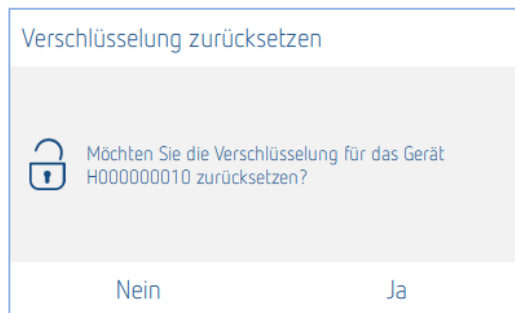 Verschlüsselung zurücksetzen
Möchten Sie die Verschlüsselung für das Gerät
H000000010 zurücksetzen?
Nein
Ja